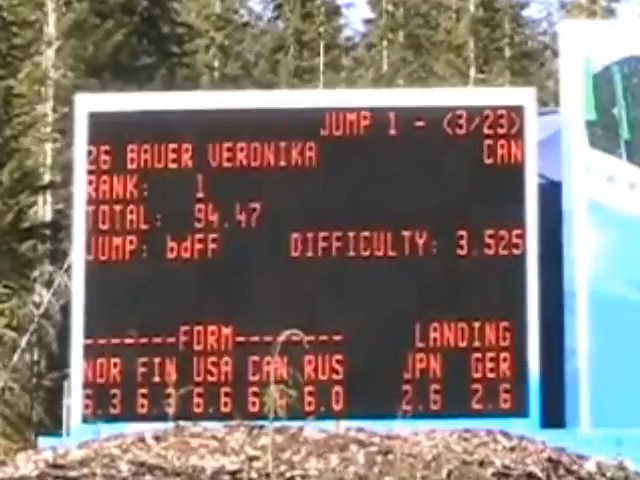 JUMP 1 - (3/23)
26 BAUER VERONIKA CAN
RANK: 1
TOTAL: 94.47
JUMP: bdFF DIFFICULTY: 3.525
-------FORM-------- LANDING
NOR FIN USA CAN RUS JPN GER
6.3 6.3 6.6 6.4 6.0 2.6 2.6